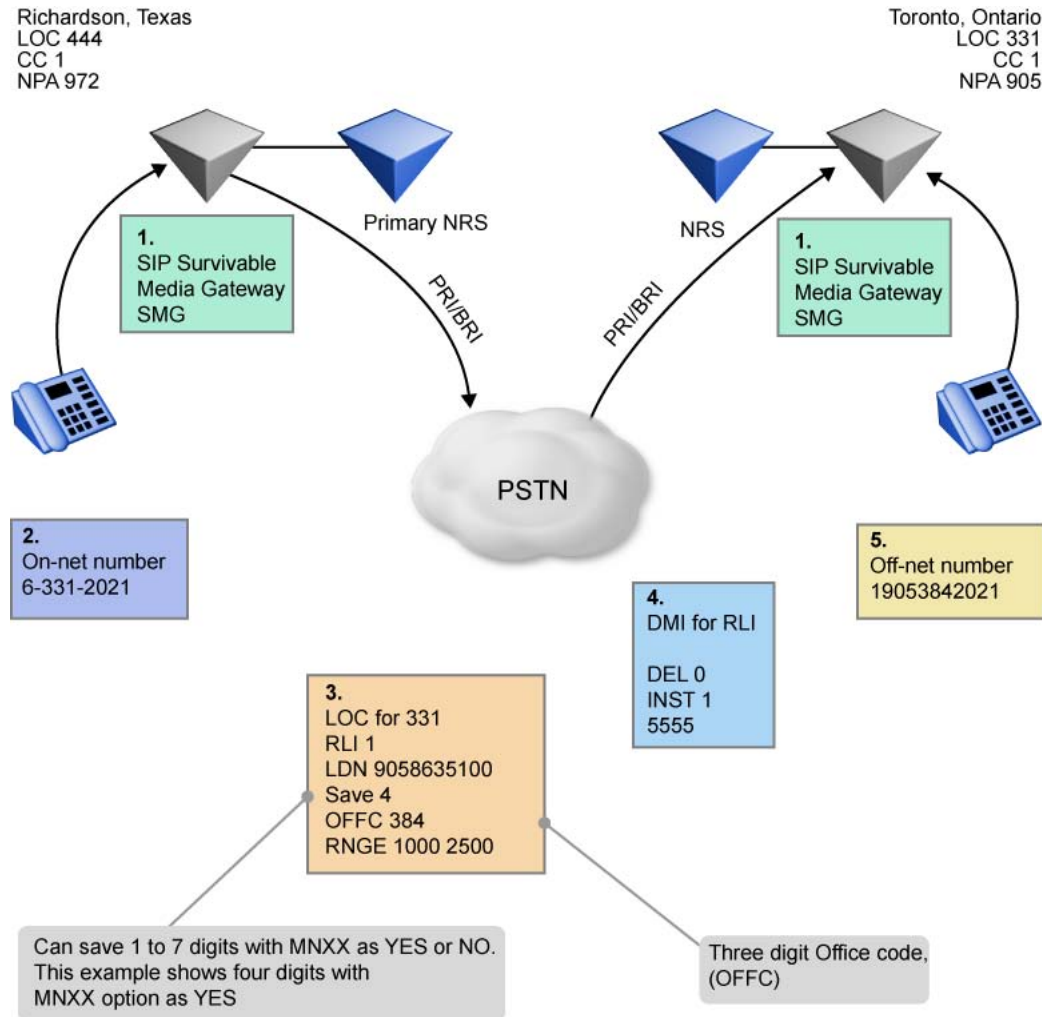 Richardson, Texas
LOC 444
CC 1
NPA 972
Toronto, Ontario
LOC 331
CC 1
NPA 905
Primary NRS
NRS
1.
SIP Survivable
Media Gateway
SMG
1.
SIP Survivable
Media Gateway
SMG
PRI/BRI
PRI/BRI
PSTN
2.
On-net number
6-331-2021
5.
Off-net number
19053842021
4.
DMI for RLI
DEL 0
INST 1
5555
3.
LOC for 331
RLI 1
LDN 9058635100
Save 4
OFFC 384
RNGE 1000 2500
Can save 1 to 7 digits with MNXX as YES or NO.
This example shows four digits with
MNXX option as YES
Three digit Office code,
(OFFC)